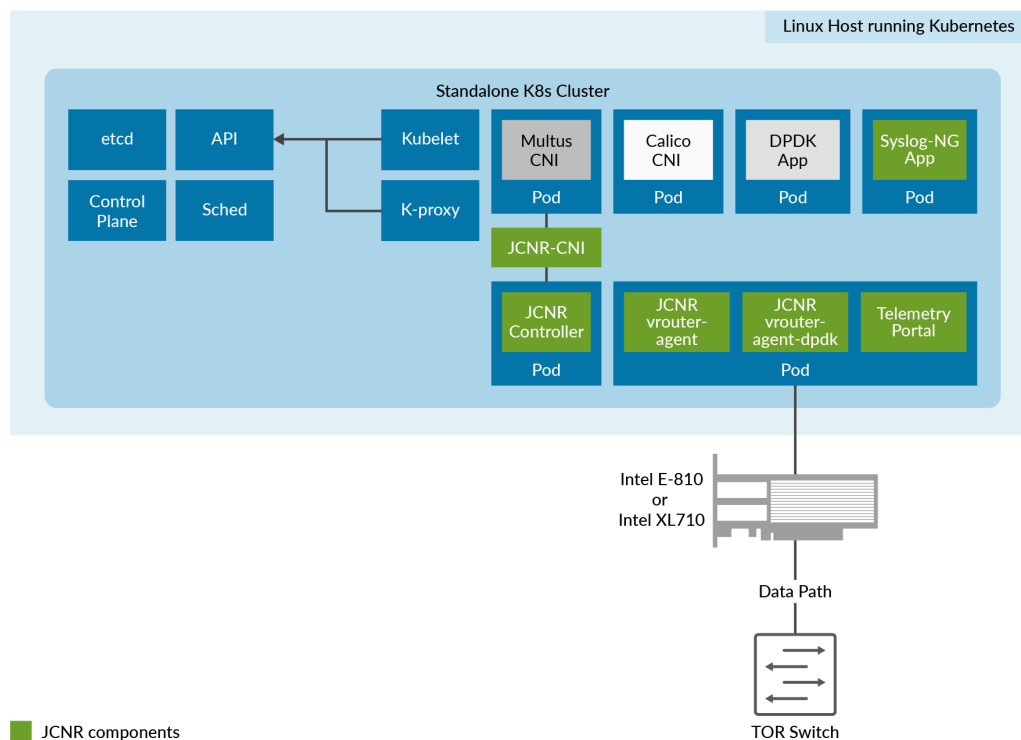 Linux Host running Kubernetes
Standalone K8s Cluster
etcd
API
Kubelet
Multus
CNI
Pod
Calico
CNI
Pod
DPDK
App
Pod
Syslog-NG
App
Pod
Control
Plane
Sched
K-proxy
JCNR-CNI
JCNR
Controller
Pod
JCNR
vrouter-
agent
JCNR
vrouter-
agent-dpdk
Telemetry
Portal
Pod
Intel E-810
or
Intel XL710
Data Path
TOR Switch
JCNR components